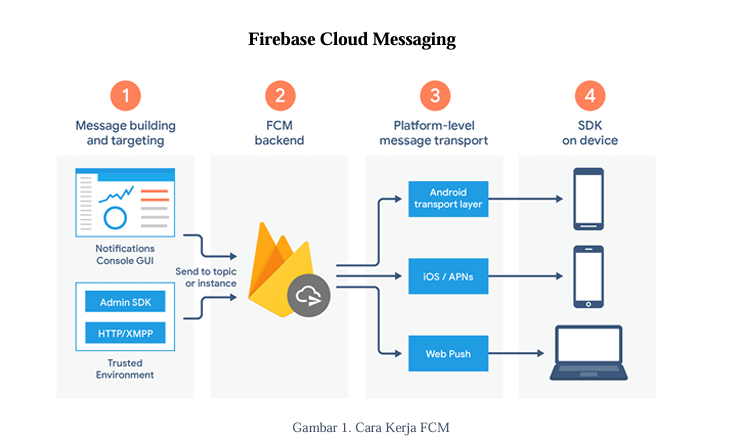 Firebase Cloud Messaging
1
Message building
and targeting
2
FCM
backend
3
Platform-level
message transport
4
SDK
on device
Notifications
Console GUI
Send to topic
or instance
Admin SDK
HTTP/XMPP
Trusted
Environment
Android
transport layer
iOS / APNs
Web Push
Gambar 1. Cara Kerja FCM